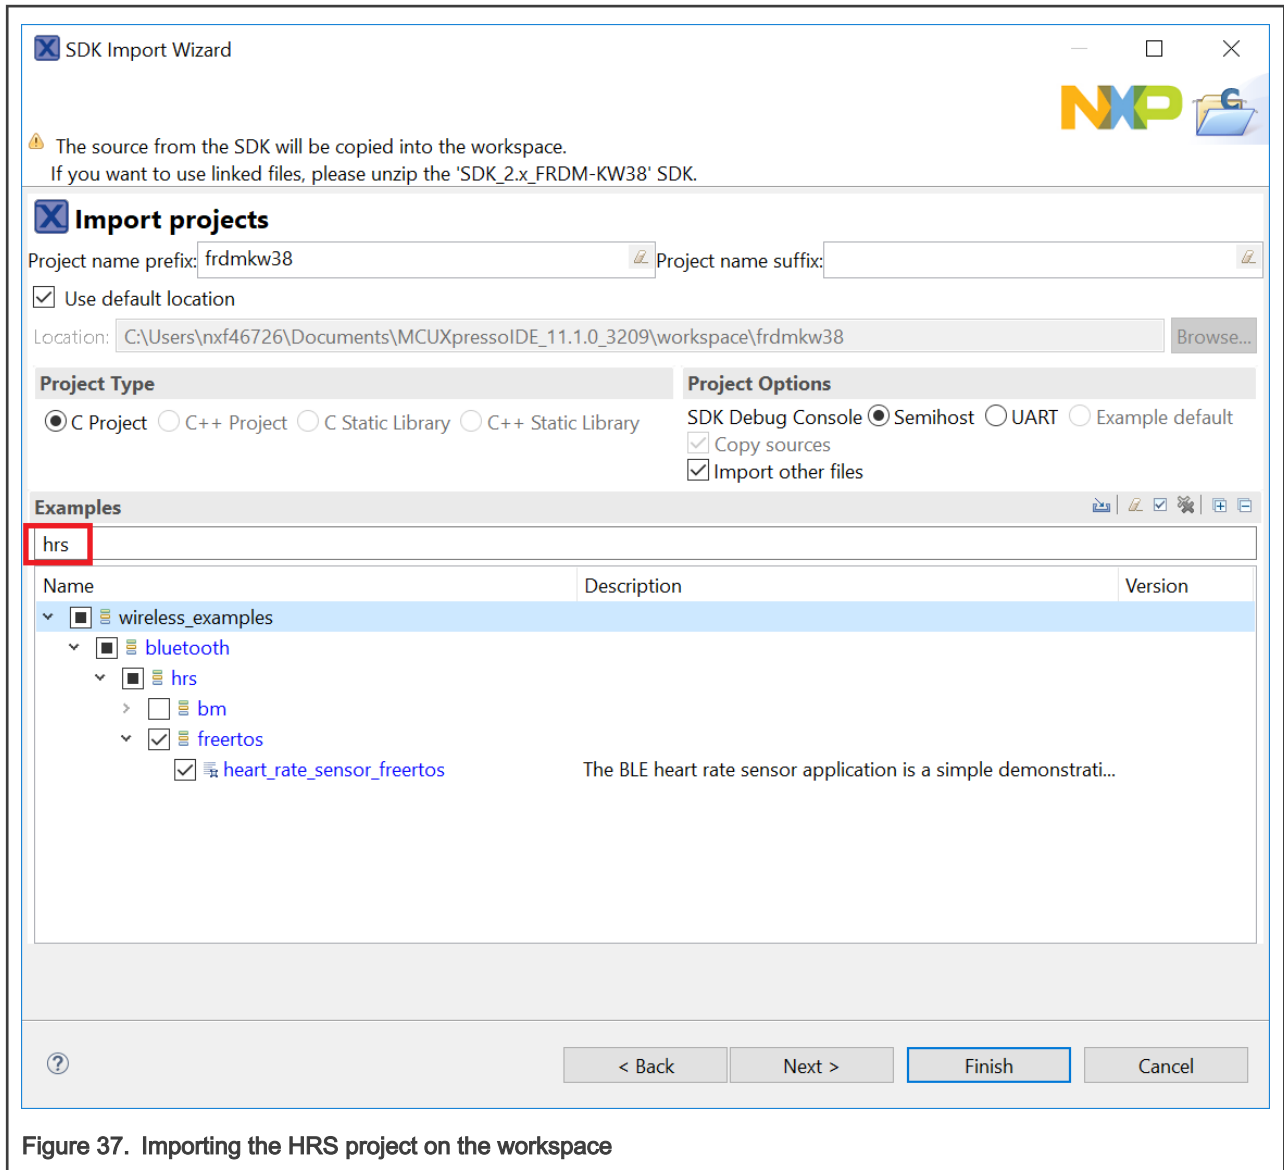 SDK Import Wizard
NXP
C
The source from the SDK will be copied into the workspace.
If you want to use linked files, please unzip the 'SDK_2.x_FRDM-KW38' SDK.
Import projects
Project name prefix: frdmkw38 Project name suffix:
Use default location
Location: C:\Users\nxf46726\Documents\MCUXpressoIDE_11.1.0_3209\workspace\frdmkw38 Browse...
Project Type Project Options
C Project C++ Project C Static Library C++ Static Library SDK Debug Console Semihost UART Example default
Copy sources
Import other files
Examples
hrs
Name Description Version
wireless_examples
bluetooth
hrs
bm
freertos
heart_rate_sensor_freertos The BLE heart rate sensor application is a simple demonstrati...
? < Back Next > Finish Cancel
Figure 37. Importing the HRS project on the workspace